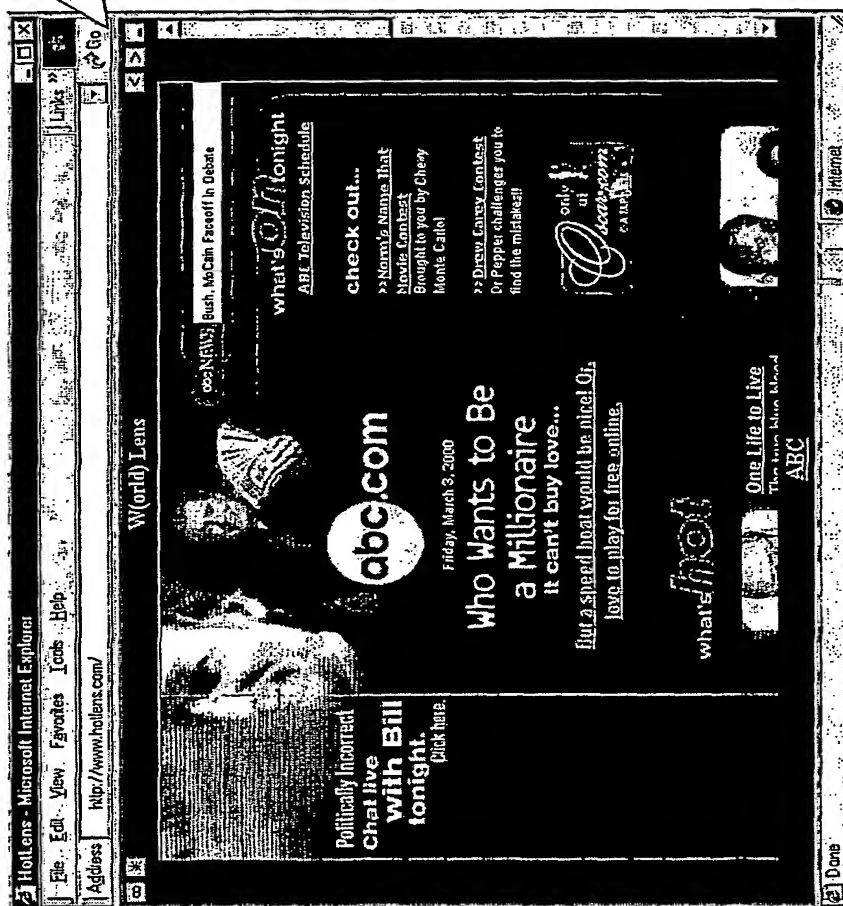 HotLens - Microsoft Internet Explorer
File Edit View Favorites Tools Help
Links »
Address http://www.hotlens.com/
Go
W(orld) Lens
abcNEWS
Bush, McCain Faceoff In Debate
Politically Incorrect
Chat live
with Bill
tonight.
Click here.
abc.com
Friday, March 3, 2000
Who Wants to Be
a Millionaire
it can't buy love...
But a speed boat would be nice! Or,
love to play for free online.
what's hot
One Life to Live
ABC
what's on tonight
ABC Television Schedule
check out...
>>Norm's Name That
Movie Contest
Brought to you by Chevy
Monte Carlo!
>>Drew Carey Contest
Dr Pepper challenges you to
find the mistakes!!
only
Oscar.com
Done
Internet